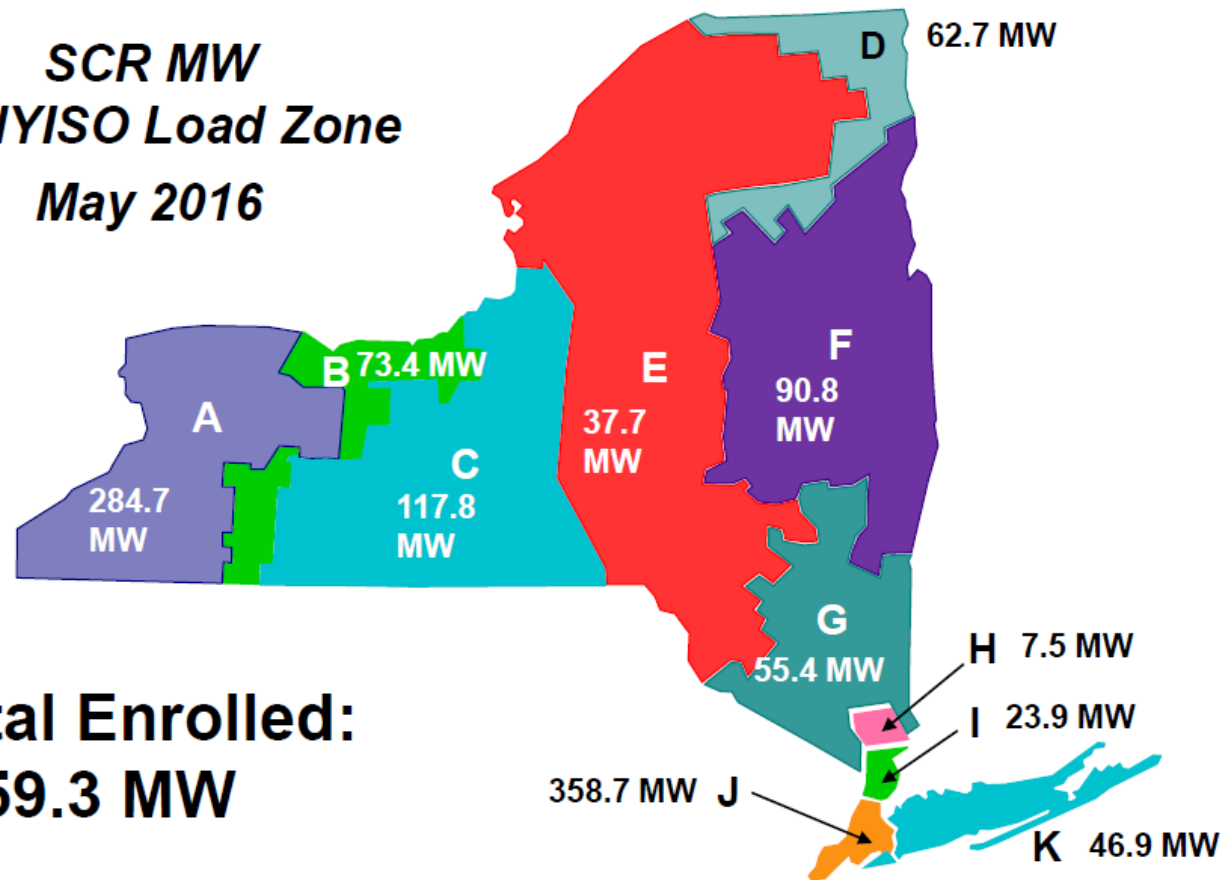 SCR MW
NYISO Load Zone
May 2016
D
62.7 MW
B 73.4 MW
A
284.7
MW
C
117.8
MW
E
37.7
MW
F
90.8
MW
G
55.4 MW
H 7.5 MW
I 23.9 MW
358.7 MW J
K 46.9 MW
Enrolled:
59.3 MW